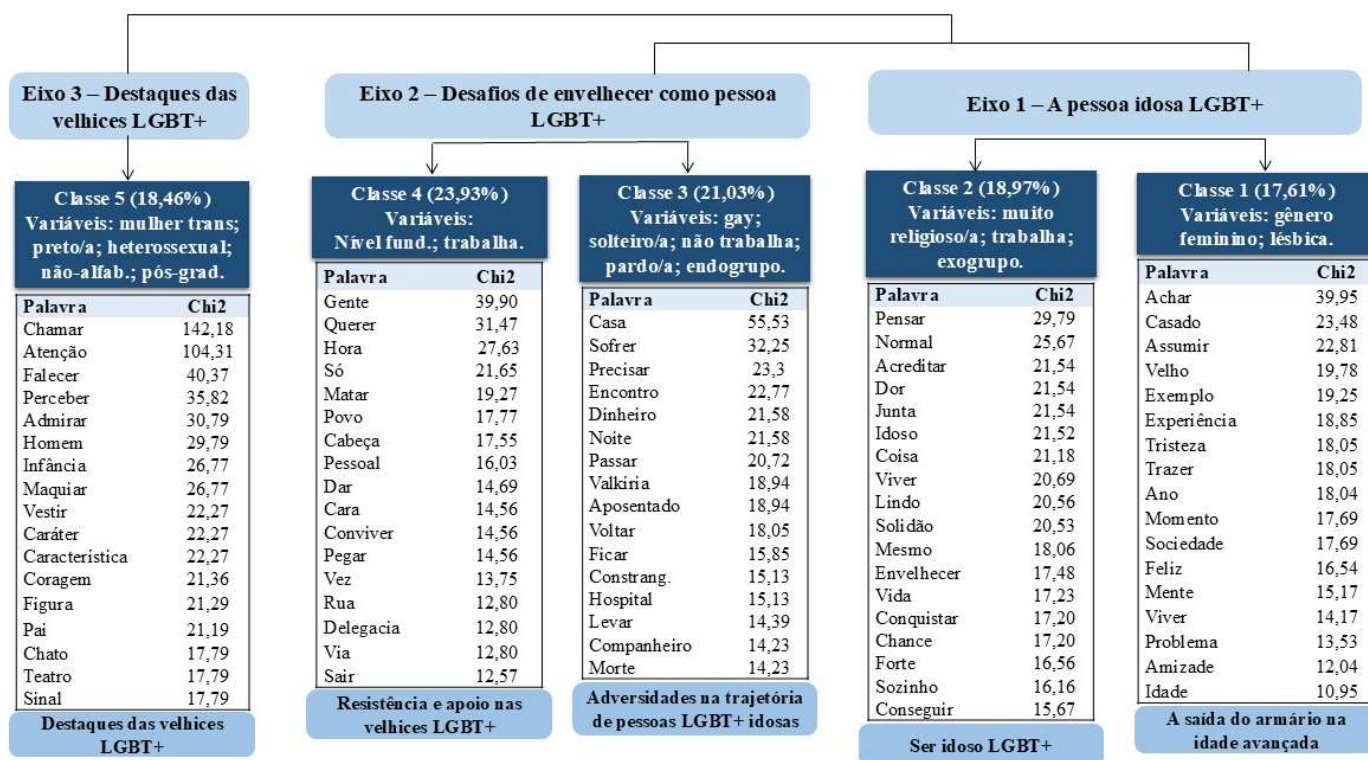 Eixo 3 – Destaques das
velhices LGBT+
Classe 5 (18,46%)
Variáveis: mulher trans;
preto/a; heterossexual;
não-alfab.; pós-grad.
Palavra Chi2
Chamar 142,18
Atenção 104,31
Falecer 40,37
Perceber 35,82
Admirar 30,79
Homem 29,79
Infância 26,77
Maquiar 26,77
Vestir 22,27
Caráter 22,27
Característica 22,27
Coragem 21,36
Figura 21,29
Pai 21,19
Chato 17,79
Teatro 17,79
Sinal 17,79
Destaques das velhices
LGBT+
Eixo 2 – Desafios de envelhecer como pessoa
LGBT+
Classe 4 (23,93%)
Variáveis:
Nível fund.; trabalha.
Palavra Chi2
Gente 39,90
Querer 31,47
Hora 27,63
Só 21,65
Matar 19,27
Povo 17,77
Cabeça 17,55
Pessoal 16,03
Dar 14,69
Cara 14,56
Conviver 14,56
Pegar 14,56
Vez 13,75
Rua 12,80
Delegacia 12,80
Via 12,80
Sair 12,57
Resistência e apoio nas
velhices LGBT+
Classe 3 (21,03%)
Variáveis: gay;
solteiro/a; não trabalha;
pardo/a; endogrupo.
Palavra Chi2
Casa 55,53
Sofrer 32,25
Precisar 23,3
Encontro 22,77
Dinheiro 21,58
Noite 21,58
Passar 20,72
Valkiria 18,94
Aposentado 18,94
Voltar 18,05
Ficar 15,85
Constrang. 15,13
Hospital 15,13
Levar 14,39
Companheiro 14,23
Morte 14,23
Adversidades na trajetória
de pessoas LGBT+ idosas
Eixo 1 – A pessoa idosa LGBT+
Classe 2 (18,97%)
Variáveis: muito
religioso/a; trabalha;
exogrupo.
Palavra Chi2
Pensar 29,79
Normal 25,67
Acreditar 21,54
Dor 21,54
Junta 21,54
Idoso 21,52
Coisa 21,18
Viver 20,69
Lindo 20,56
Solidão 20,53
Mesmo 18,06
Envelhecer 17,48
Vida 17,23
Conquistar 17,20
Chance 17,20
Forte 16,56
Sozinho 16,16
Conseguir 15,67
Ser idoso LGBT+
Classe 1 (17,61%)
Variáveis: gênero
feminino; lésbica.
Palavra Chi2
Achar 39,95
Casado 23,48
Assumir 22,81
Velho 19,78
Exemplo 19,25
Experiência 18,85
Tristeza 18,05
Trazer 18,05
Ano 18,04
Momento 17,69
Sociedade 17,69
Feliz 16,54
Mente 15,17
Viver 14,17
Problema 13,53
Amizade 12,04
Idade 10,95
A saída do armário na
idade avançada